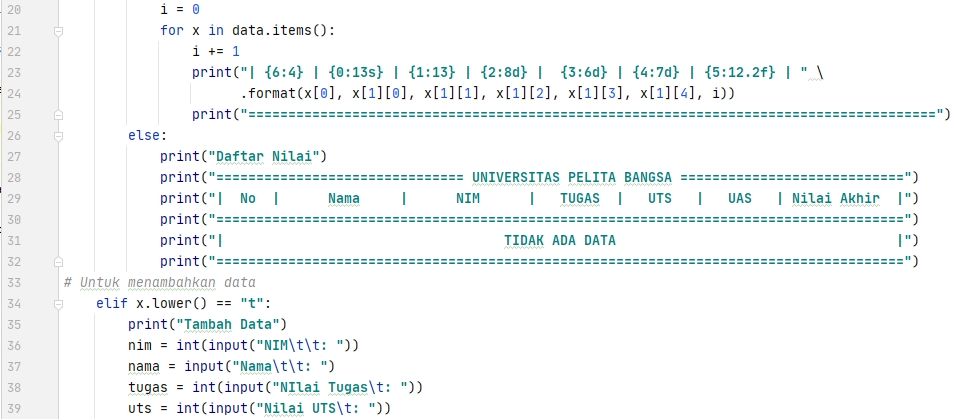 20 i = 0
21 for x in data.items():
22 i += 1
23 print("| {6:4} | {0:13s} | {1:13} | {2:8d} |  {3:6d} | {4:7d} | {5:12.2f} | " \
24 .format(x[0], x[1][0], x[1][1], x[1][2], x[1][3], x[1][4], i))
25 print("======================================================================================")
26 else:
27 print("Daftar Nilai")
28 print("=============================== UNIVERSITAS PELITA BANGSA ============================")
29 print("|  No  |      Nama     |      NIM      |   TUGAS  |   UTS   |   UAS   | Nilai Akhir  |")
30 print("======================================================================================")
31 print("|                                   TIDAK ADA DATA                                   |")
32 print("======================================================================================")
33 # Untuk menambahkan data
34 elif x.lower() == "t":
35 print("Tambah Data")
36 nim = int(input("NIM\t\t: "))
37 nama = input("Nama\t\t: ")
38 tugas = int(input("NIlai Tugas\t: "))
39 uts = int(input("Nilai UTS\t: "))